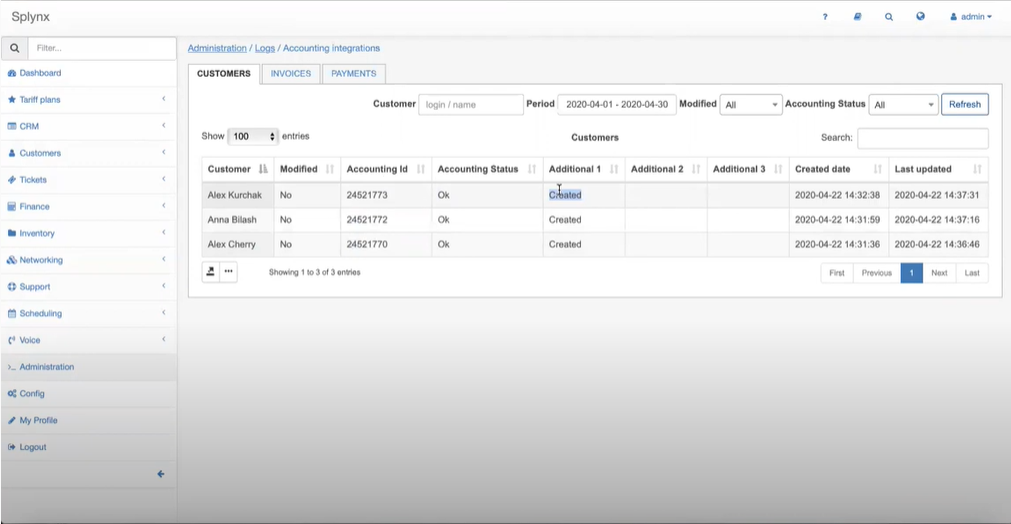 Splynx
?
admin
Filter...
Administration / Logs / Accounting integrations
Dashboard
Tariff plans
CRM
Customers
Tickets
Finance
Inventory
Networking
Support
Scheduling
Voice
Administration
Config
My Profile
Logout
CUSTOMERS INVOICES PAYMENTS
Customer login / name Period 2020-04-01 - 2020-04-30 Modified All Accounting Status All Refresh
Show 100 entries Customers Search:
Customer Modified Accounting Id Accounting Status Additional 1 Additional 2 Additional 3 Created date Last updated
Alex Kurchak No 24521773 Ok Created 2020-04-22 14:32:38 2020-04-22 14:37:31
Anna Bilash No 24521772 Ok Created 2020-04-22 14:31:59 2020-04-22 14:37:16
Alex Cherry No 24521770 Ok Created 2020-04-22 14:31:36 2020-04-22 14:36:46
Showing 1 to 3 of 3 entries First Previous 1 Next Last